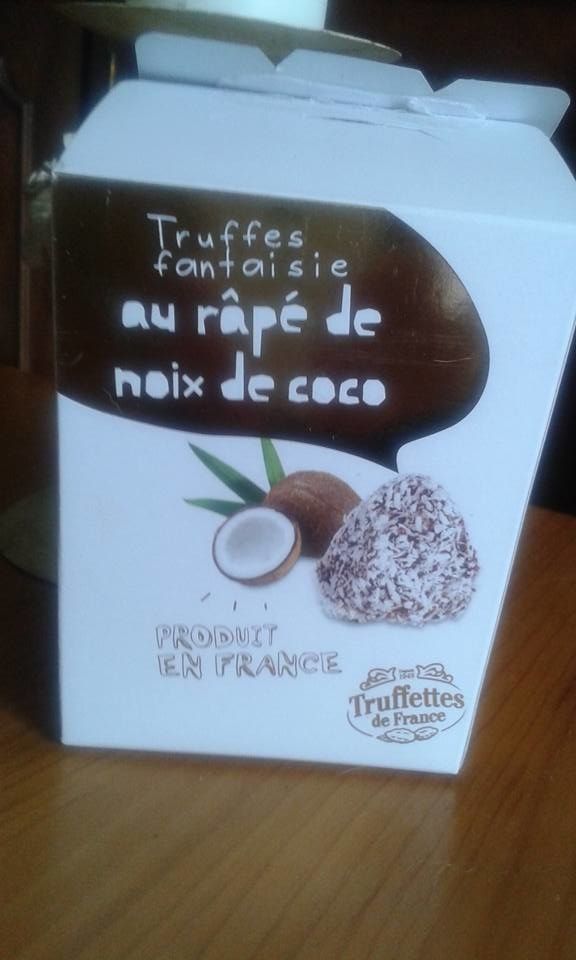 Truffes
fantaisie
au râpé de
noix de coco
PRODUIT
EN FRANCE
Truffettes
de France